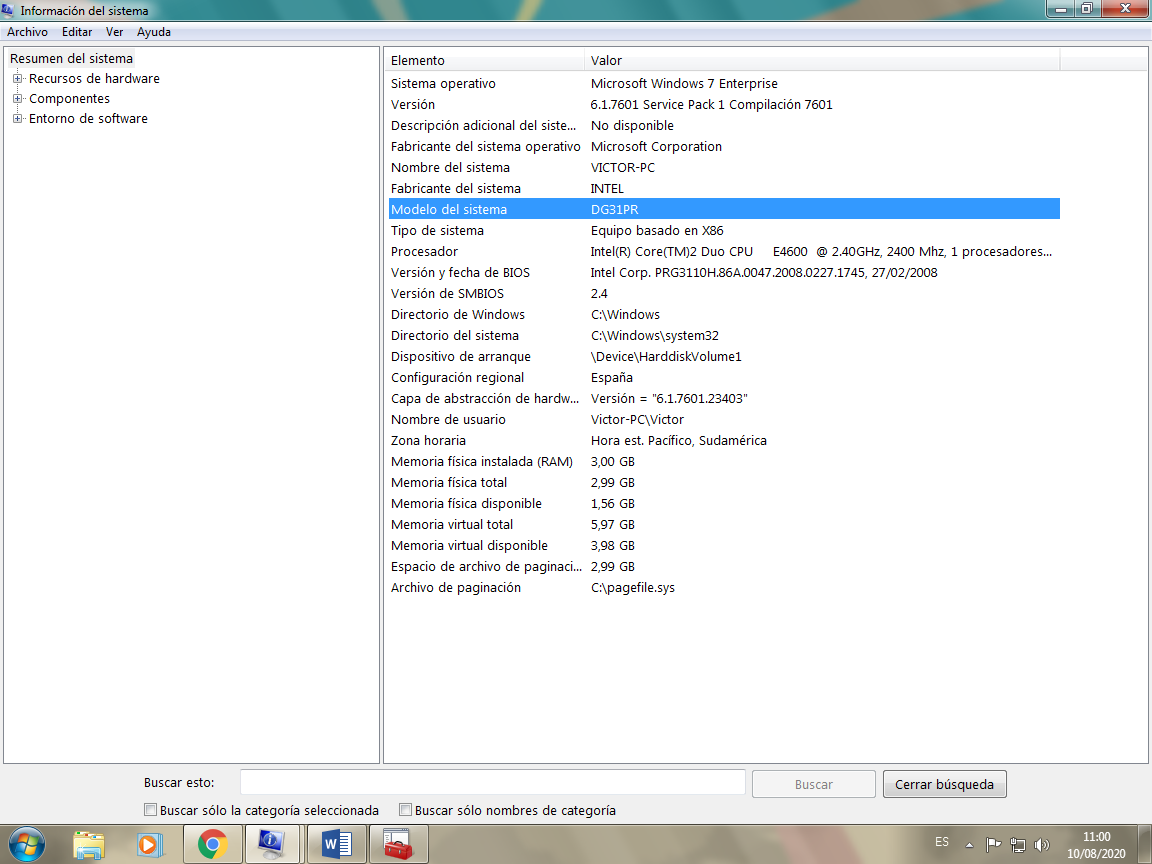 Información del sistema
Archivo Editar Ver Ayuda
Resumen del sistema
Recursos de hardware
Componentes
Entorno de software
Elemento Valor
Sistema operativo Microsoft Windows 7 Enterprise
Versión 6.1.7601 Service Pack 1 Compilación 7601
Descripción adicional del siste... No disponible
Fabricante del sistema operativo Microsoft Corporation
Nombre del sistema VICTOR-PC
Fabricante del sistema INTEL
Modelo del sistema DG31PR
Tipo de sistema Equipo basado en X86
Procesador Intel(R) Core(TM)2 Duo CPU E4600 @ 2.40GHz, 2400 Mhz, 1 procesadores...
Versión y fecha de BIOS Intel Corp. PRG3110H.86A.0047.2008.0227.1745, 27/02/2008
Versión de SMBIOS 2.4
Directorio de Windows C:\Windows
Directorio del sistema C:\Windows\system32
Dispositivo de arranque \Device\HarddiskVolume1
Configuración regional España
Capa de abstracción de hardw... Versión = "6.1.7601.23403"
Nombre de usuario Victor-PC\Victor
Zona horaria Hora est. Pacífico, Sudamérica
Memoria física instalada (RAM) 3,00 GB
Memoria física total 2,99 GB
Memoria física disponible 1,56 GB
Memoria virtual total 5,97 GB
Memoria virtual disponible 3,98 GB
Espacio de archivo de paginaci... 2,99 GB
Archivo de paginación C:\pagefile.sys
Buscar esto: Buscar Cerrar búsqueda
Buscar sólo la categoría seleccionada Buscar sólo nombres de categoría
ES 11:00
10/08/2020